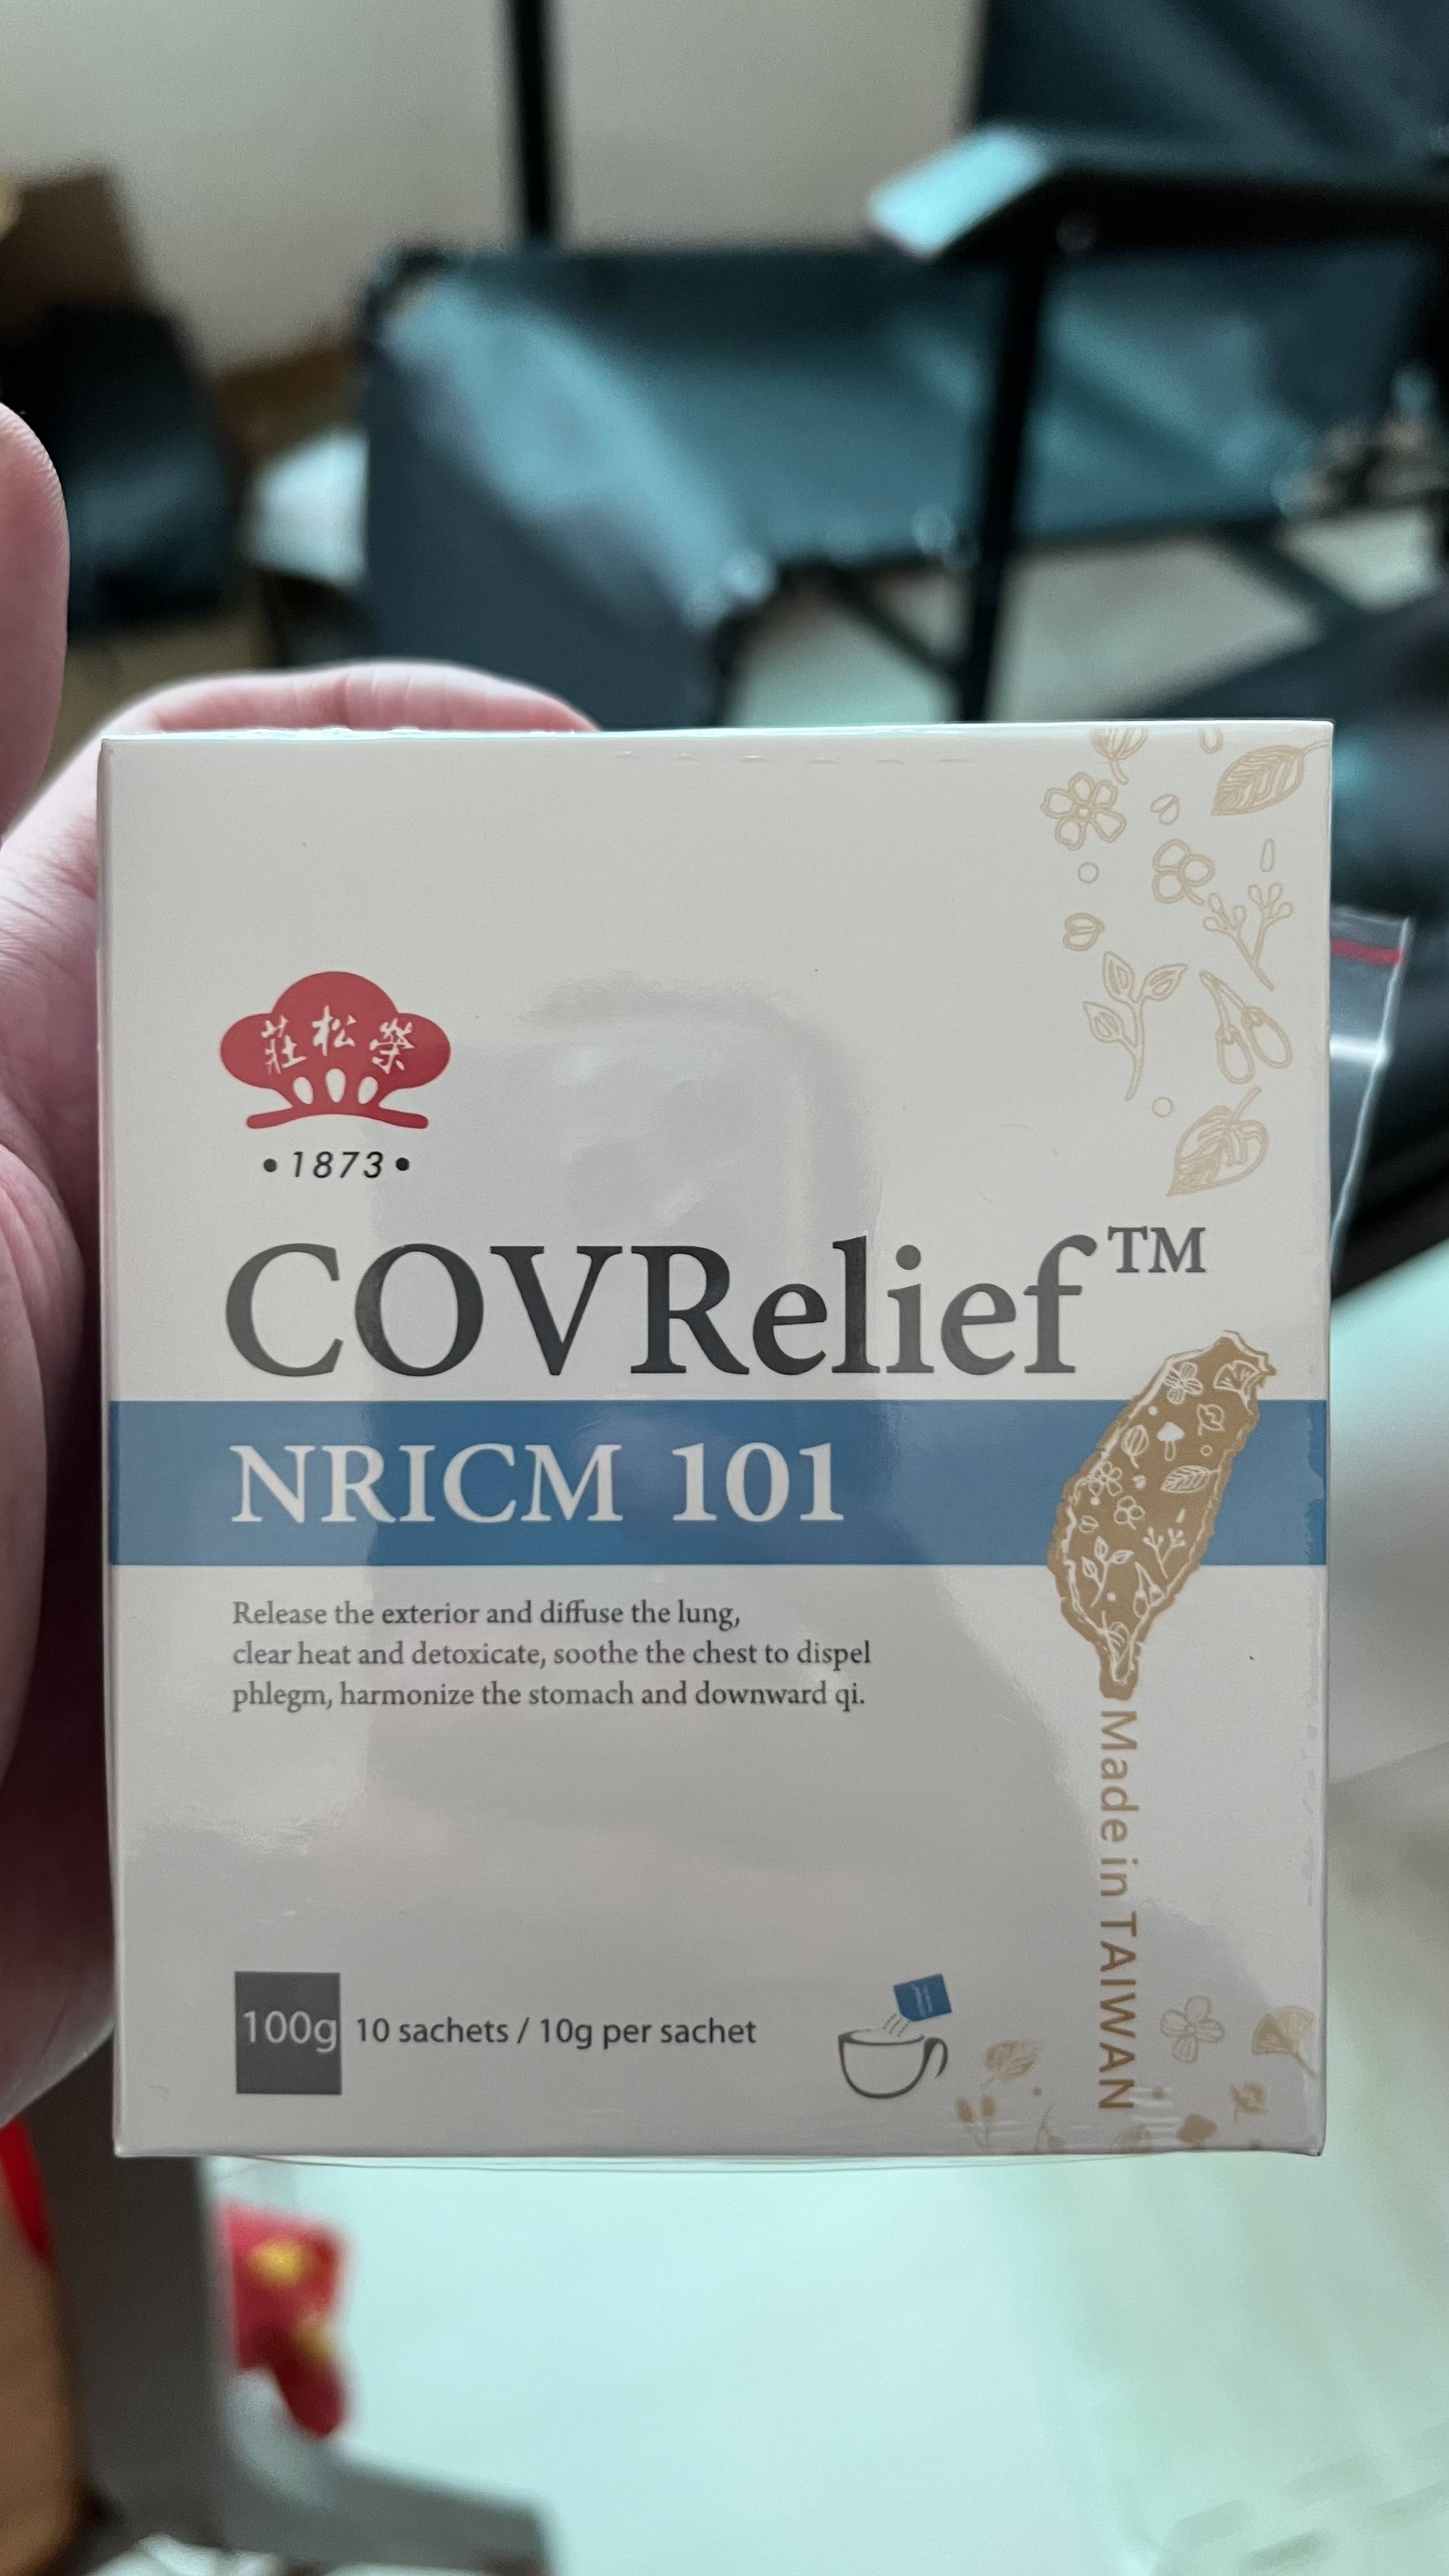 莊松榮
•1873•
COVRelief™
NRICM 101
Release the exterior and diffuse the lung,
clear heat and detoxicate, soothe the chest to dispel
phlegm, harmonize the stomach and downward qi.
Made in TAIWAN
100g 10 sachets / 10g per sachet